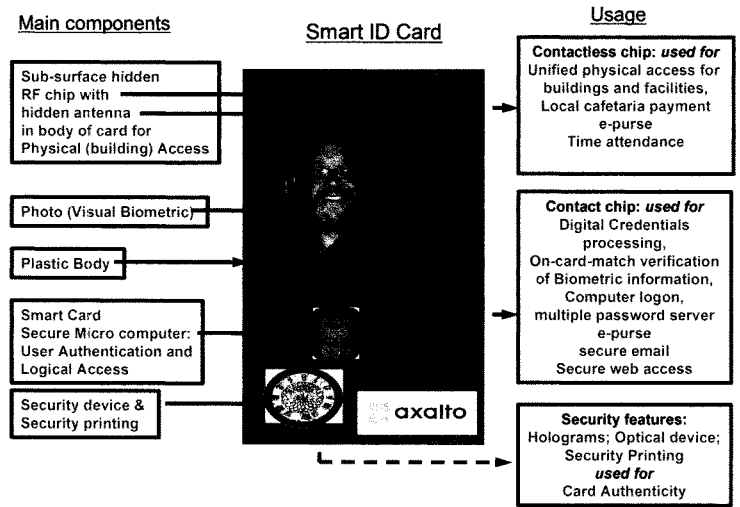 Main components
Smart ID Card
Usage
Sub-surface hidden
RF chip with
hidden antenna
in body of card for
Physical (building) Access
Photo (Visual Biometric)
Plastic Body
Smart Card
Secure Micro computer:
User Authentication and
Logical Access
Security device &
Security printing
axalto
Contactless chip: used for
Unified physical access for
buildings and facilities,
Local cafetaria payment
e-purse
Time attendance
Contact chip: used for
Digital Credentials
processing,
On-card-match verification
of Biometric information,
Computer logon,
multiple password server
e-purse
secure email
Secure web access
Security features:
Holograms; Optical device;
Security Printing
used for
Card Authenticity